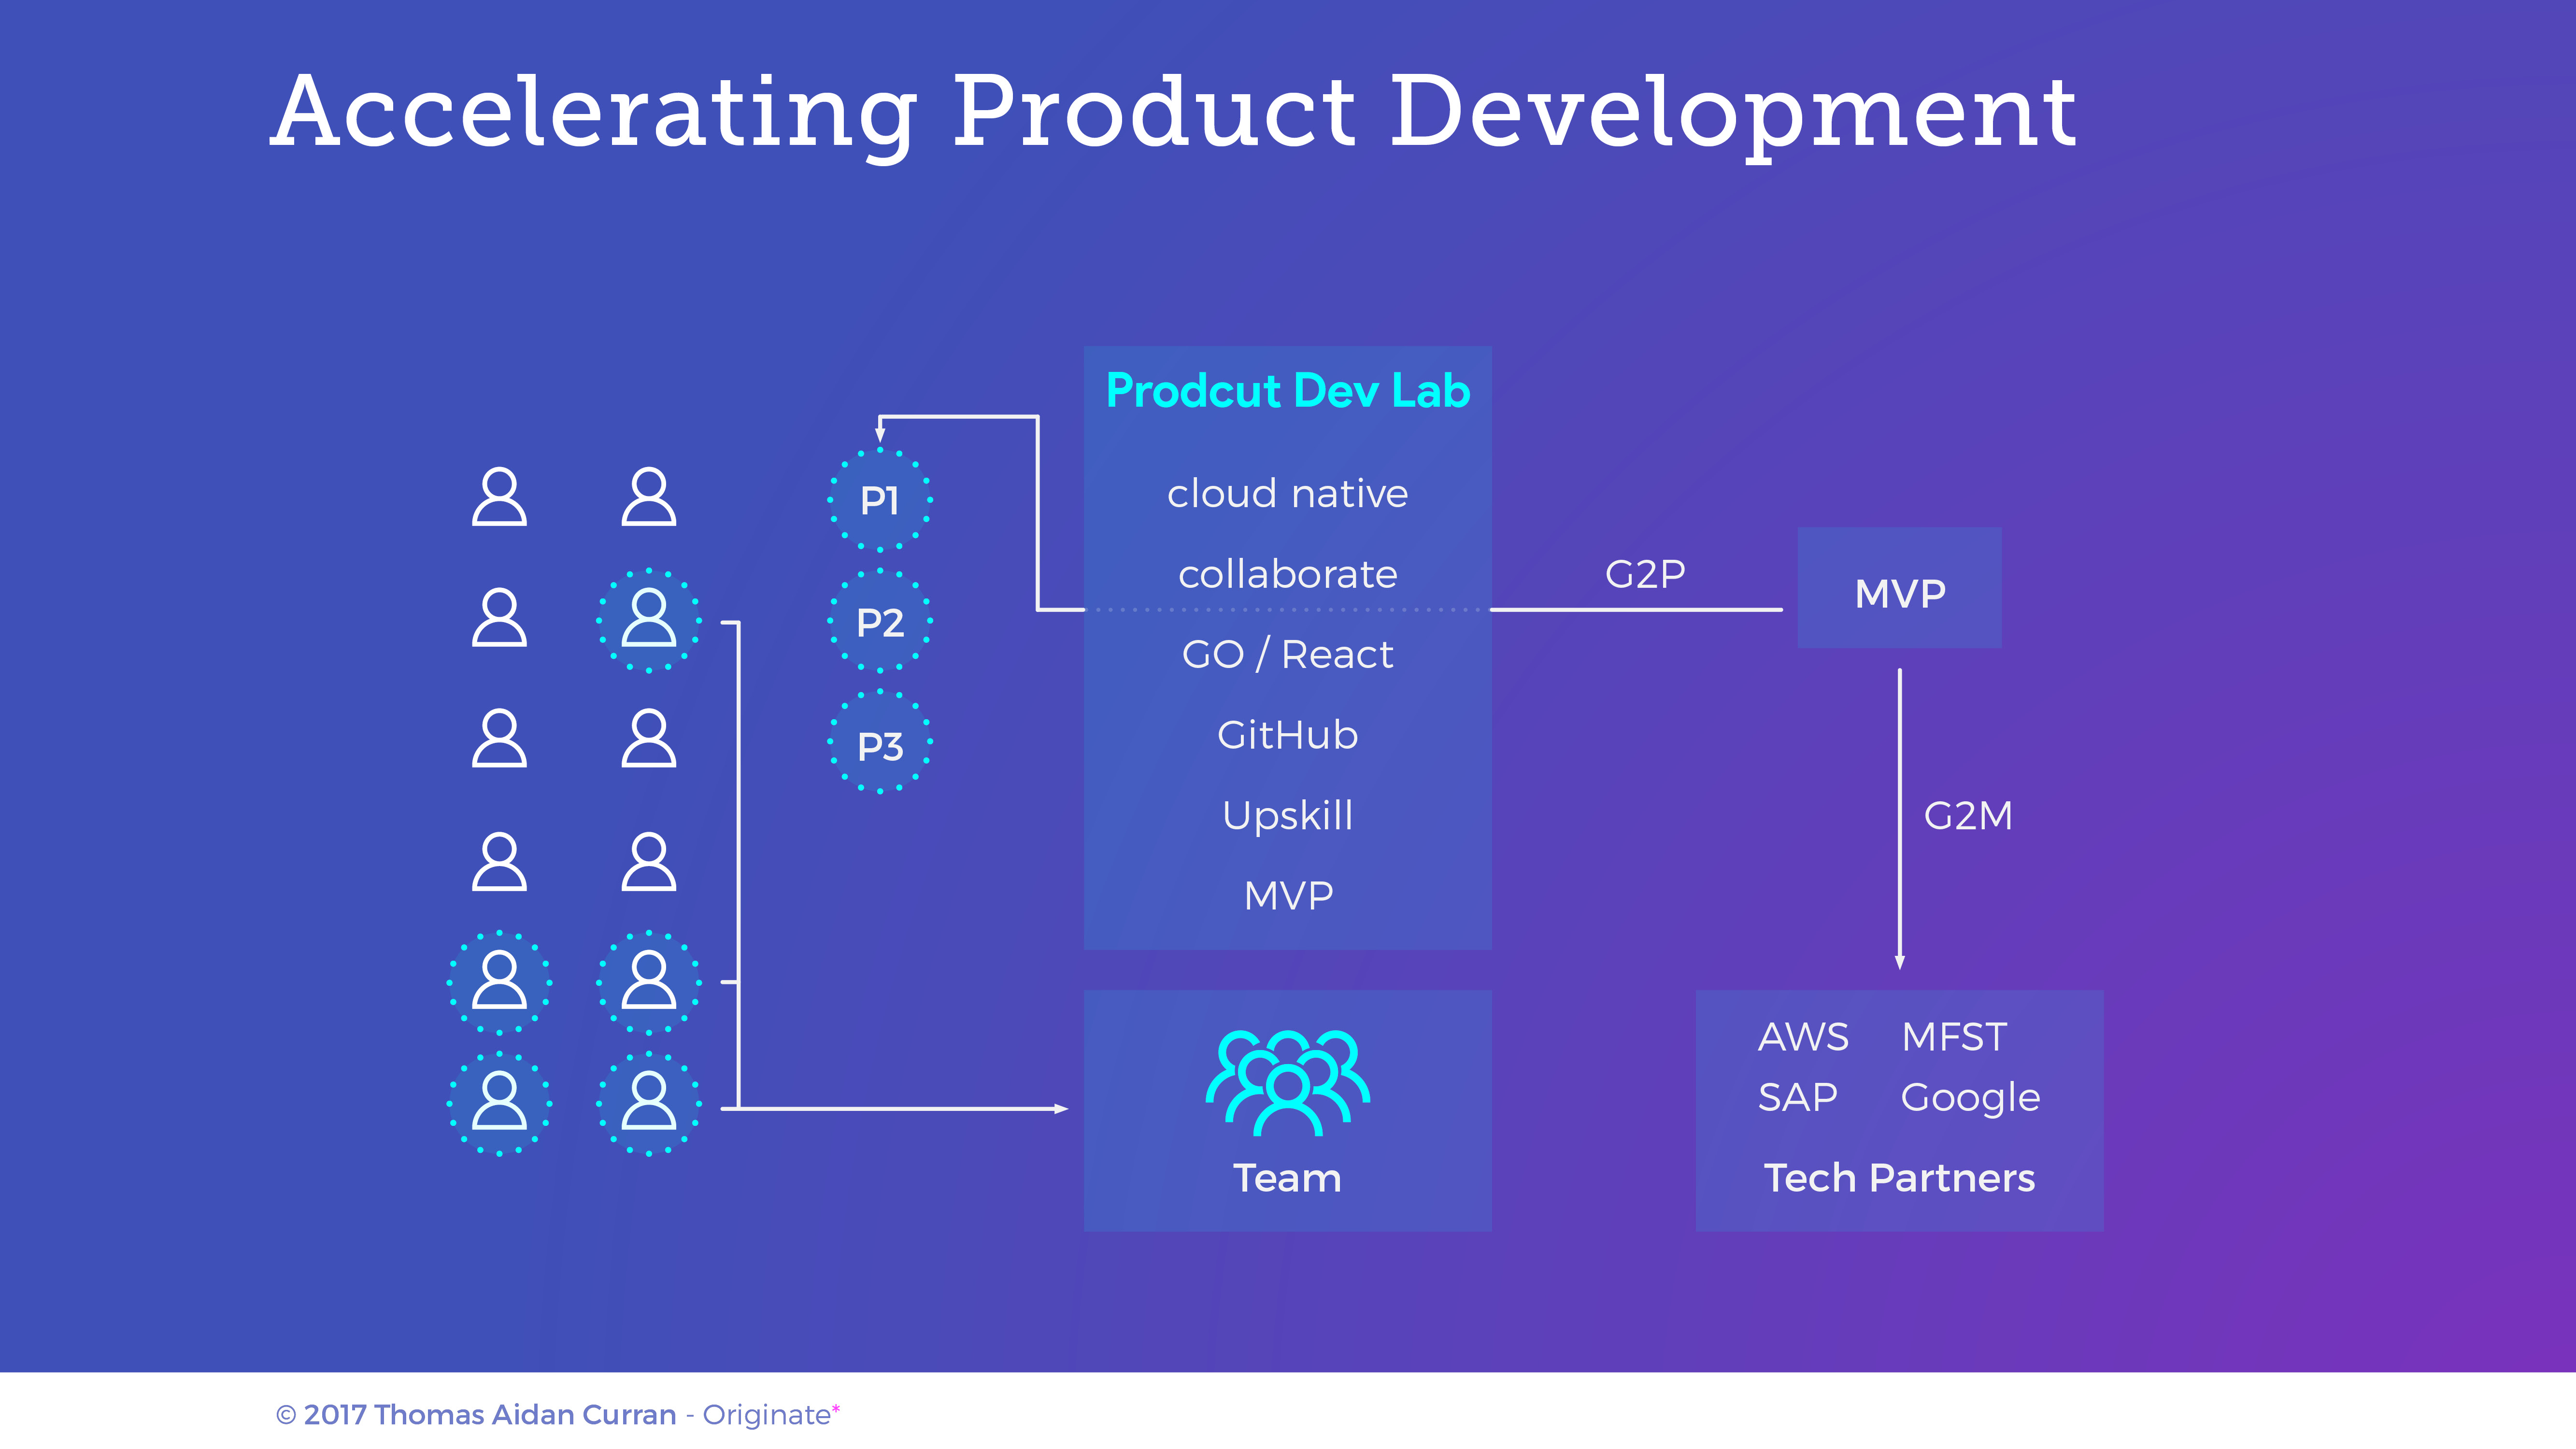 Accelerating Product Development
P1
P2
P3
Prodcut Dev Lab
cloud native
collaborate
GO / React
GitHub
Upskill
MVP
G2P
MVP
G2M
Team
AWS MFST
SAP Google
Tech Partners
© 2017 Thomas Aidan Curran - Originate*